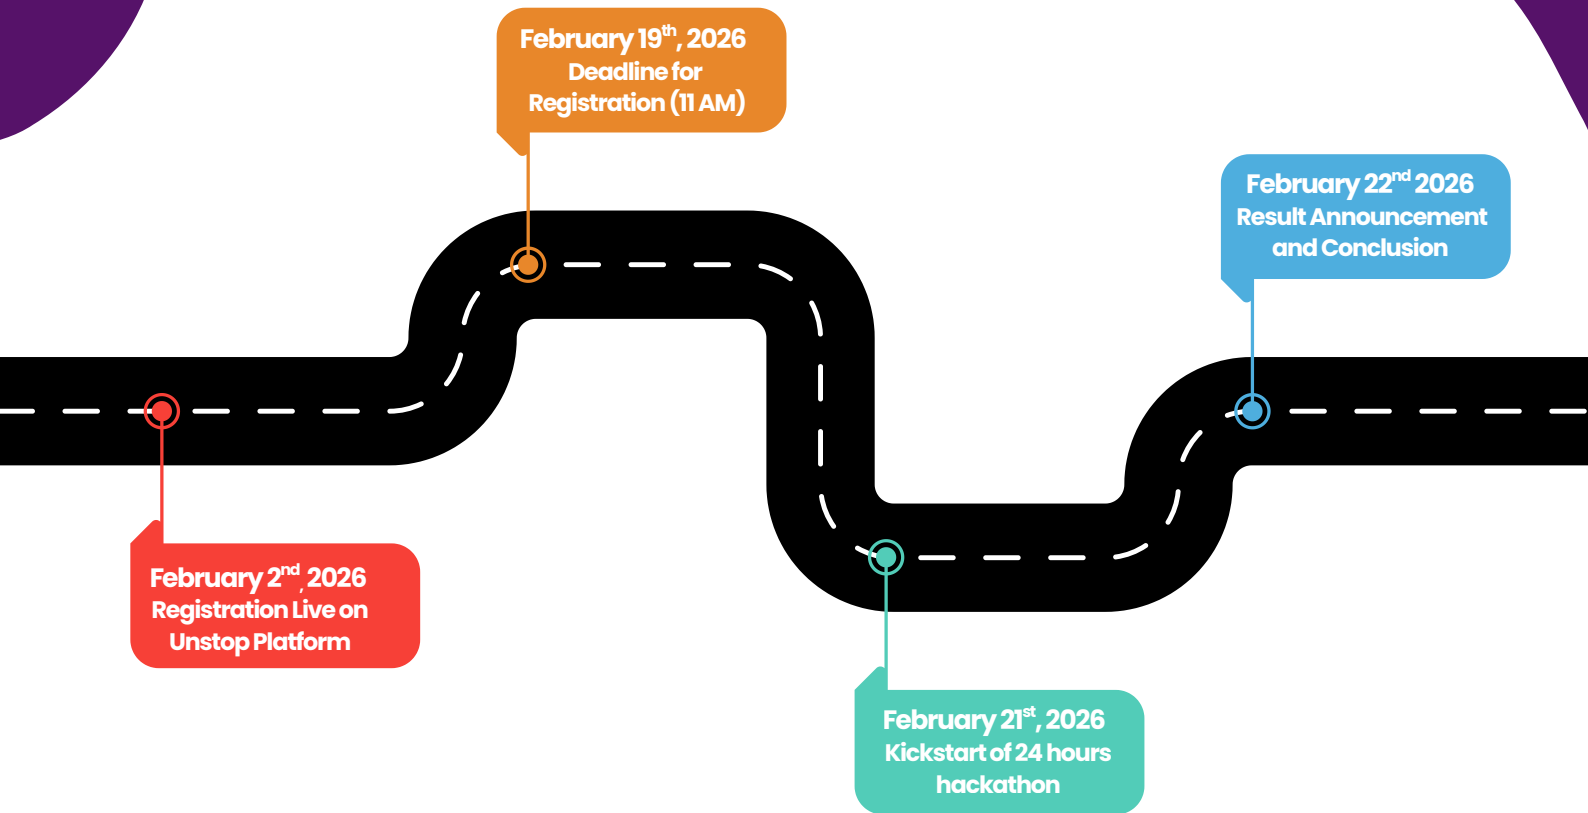 February 19th, 2026
Deadline for
Registration (11 AM)
February 22nd 2026
Result Announcement
and Conclusion
February 2nd, 2026
Registration Live on
Unstop Platform
February 21st, 2026
Kickstart of 24 hours
hackathon